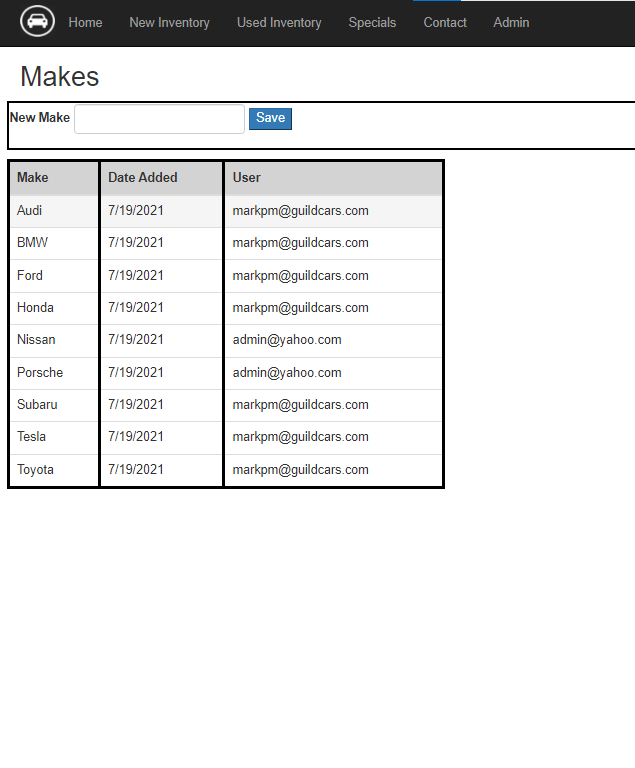 Home New Inventory Used Inventory Specials Contact Admin
Makes
New Make Save
Make Date Added User
Audi 7/19/2021 markpm@guildcars.com
BMW 7/19/2021 markpm@guildcars.com
Ford 7/19/2021 markpm@guildcars.com
Honda 7/19/2021 markpm@guildcars.com
Nissan 7/19/2021 admin@yahoo.com
Porsche 7/19/2021 admin@yahoo.com
Subaru 7/19/2021 markpm@guildcars.com
Tesla 7/19/2021 markpm@guildcars.com
Toyota 7/19/2021 markpm@guildcars.com